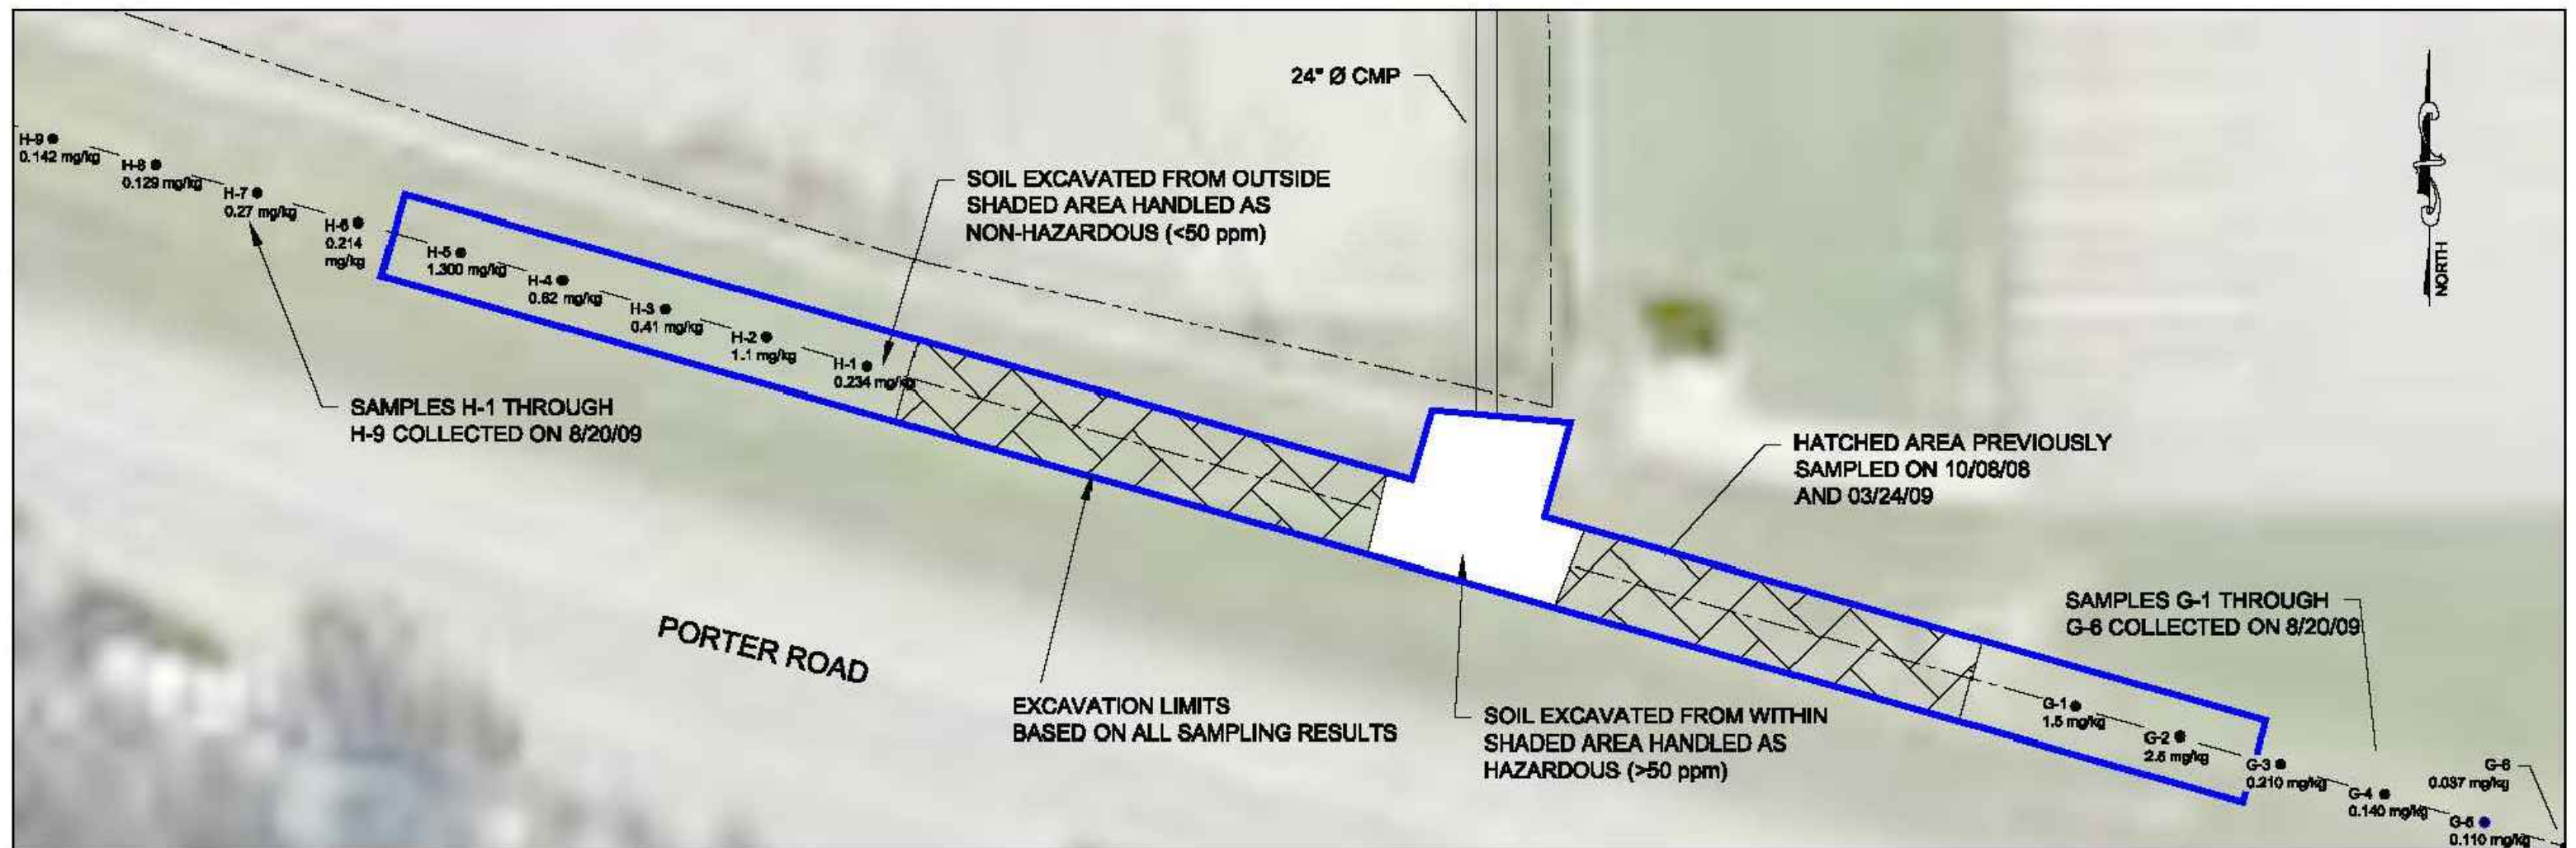 24" Ø CMP
NORTH
H-9
0.142 mg/kg
H-8
0.129 mg/kg
H-7
0.27 mg/kg
H-6
0.214
mg/kg
H-5
1.300 mg/kg
H-4
0.62 mg/kg
H-3
0.41 mg/kg
H-2
1.1 mg/kg
H-1
0.234 mg/kg
SOIL EXCAVATED FROM OUTSIDE
SHADED AREA HANDLED AS
NON-HAZARDOUS (<50 ppm)
SAMPLES H-1 THROUGH
H-9 COLLECTED ON 8/20/09
HATCHED AREA PREVIOUSLY
SAMPLED ON 10/08/08
AND 03/24/09
PORTER ROAD
EXCAVATION LIMITS
BASED ON ALL SAMPLING RESULTS
SOIL EXCAVATED FROM WITHIN
SHADED AREA HANDLED AS
HAZARDOUS (>50 ppm)
SAMPLES G-1 THROUGH
G-6 COLLECTED ON 8/20/09
G-1
1.5 mg/kg
G-2
2.5 mg/kg
G-3
0.210 mg/kg
G-4
0.140 mg/kg
G-5
0.110 mg/kg
G-6
0.037 mg/kg